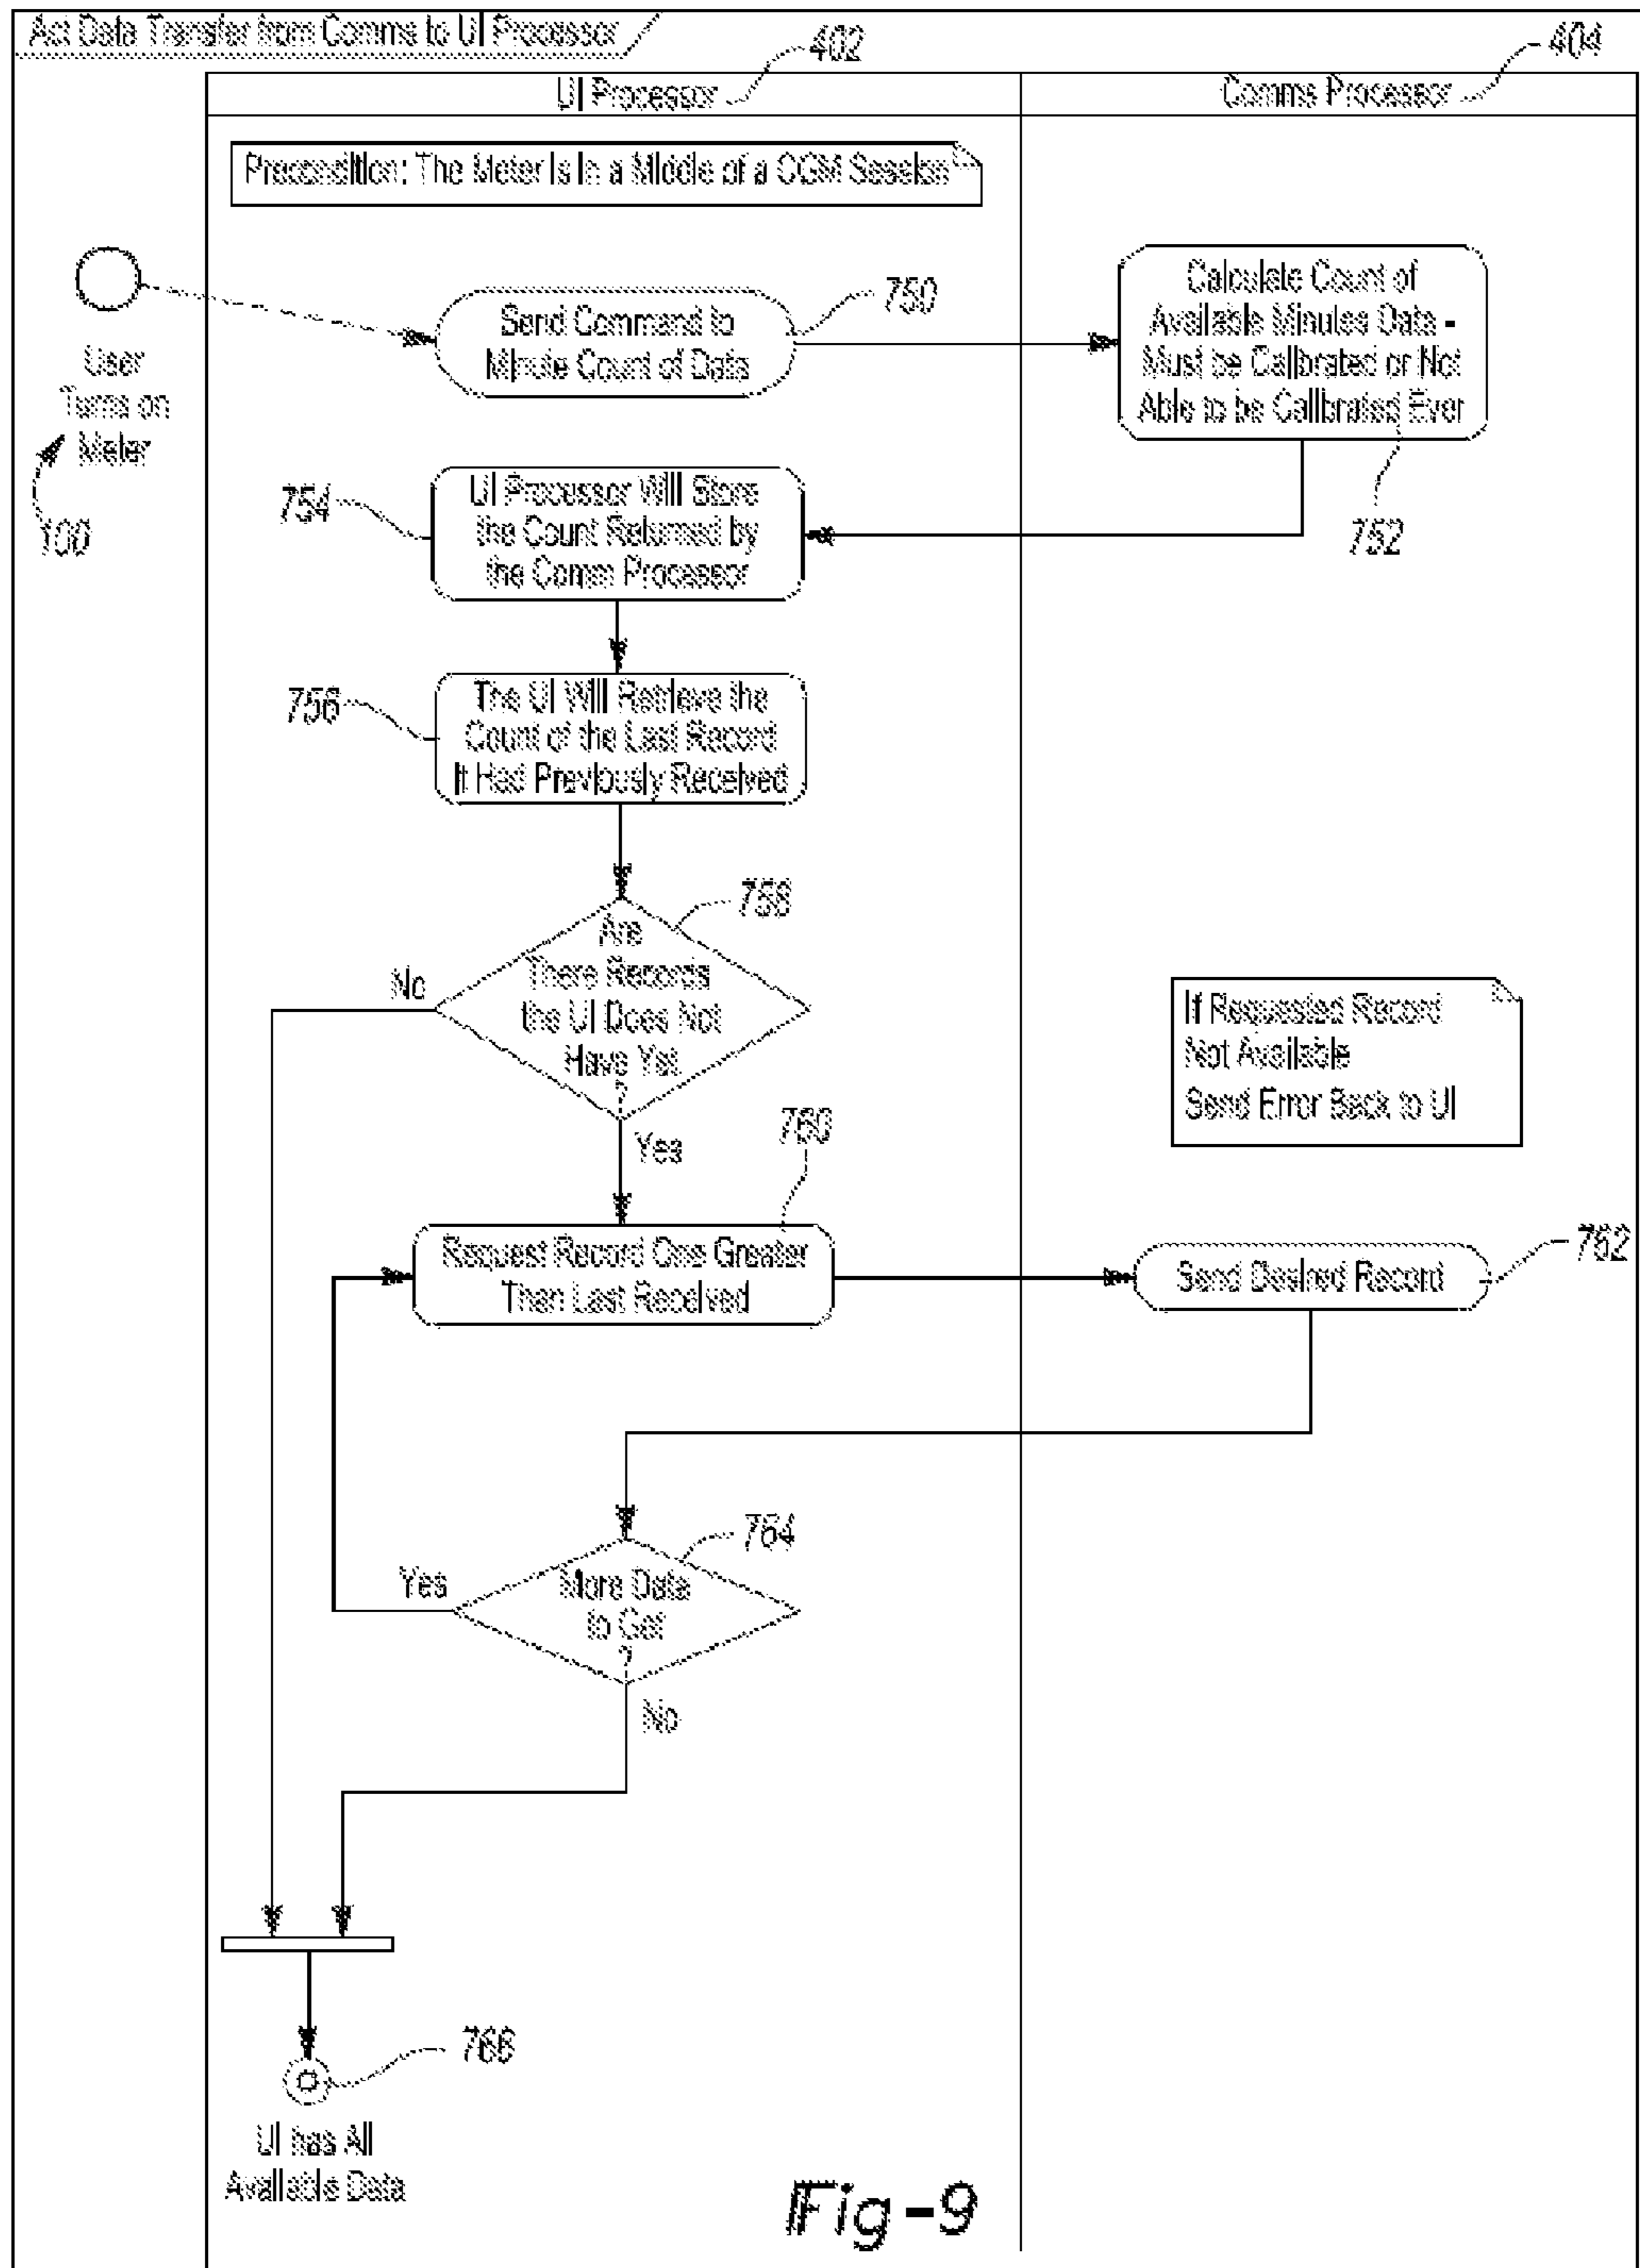 Act Data Transfer from Comms to UI Processor
402
404
UI Processor
Comms Processor
Precondition: The Meter is in a Middle of a CGM Session
User
Turns on
Meter
100
Send Command to
Minute Count of Data
750
Calculate Count of
Available Minutes Data -
Must be Calibrated or Not
Able to be Calibrated Ever
752
754
UI Processor Will Store
the Count Returned by
the Comm Processor
756
The UI Will Retrieve the
Count of the Last Record
It Had Previously Received
758
Are
There Records
the UI Does Not
Have Yet
?
No
Yes
If Requested Record
Not Available
Send Error Back to UI
760
Request Record One Greater
Than Last Received
Send Desired Record
762
764
More Data
to Get
?
Yes
No
766
UI has All
Available Data
Fig-9